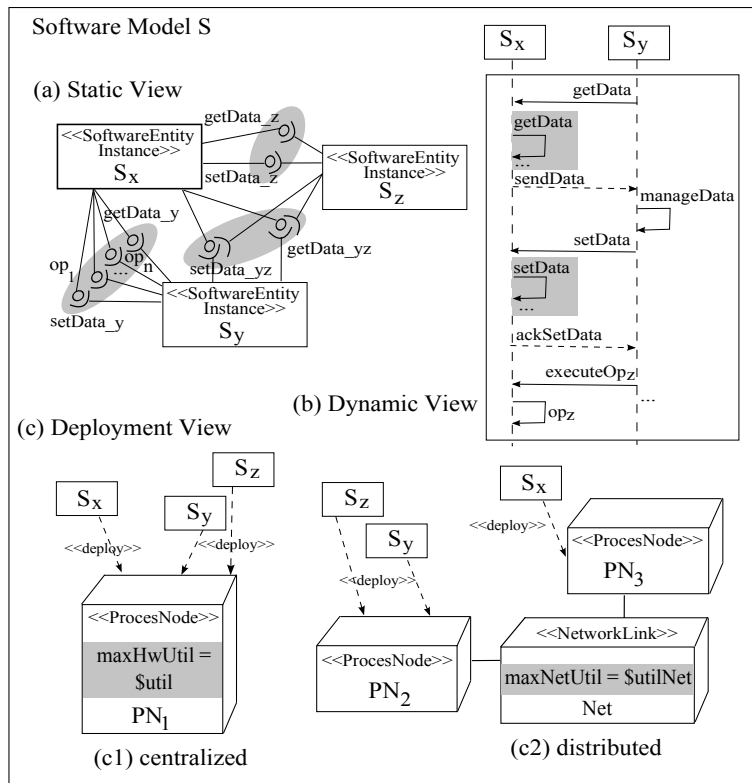 Software Model S
(a) Static View
getData_z
<<SoftwareEntity
Instance>>
Sx
setData_z
<<SoftwareEntity
Instance>>
Sz
getData_y
getData_yz
setData_yz
op1
...
opn
setData_y
<<SoftwareEntity
Instance>>
Sy
Sx
Sy
getData
getData
...
sendData
manageData
setData
setData
...
ackSetData
executeOpz
...
opz
(b) Dynamic View
(c) Deployment View
Sx
Sy
Sz
<<deploy>>
<<deploy>>
<<ProcesNode>>
maxHwUtil =
$util
PN1
(c1) centralized
Sz
Sy
<<deploy>>
Sx
<<deploy>>
<<ProcesNode>>
PN3
<<ProcesNode>>
PN2
<<NetworkLink>>
maxNetUtil = $utilNet
Net
(c2) distributed